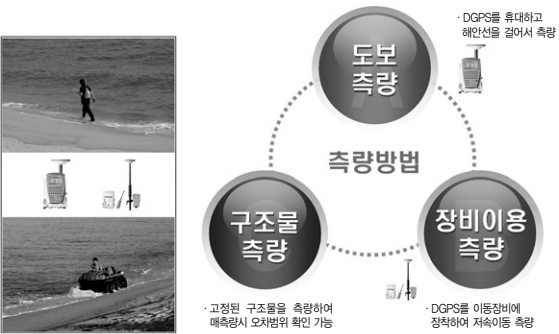 · DGPS를 휴대하고
해안선을 걸어서 측량
도보
측량
측량방법
구조물
측량
장비이용
측량
· 고정된 구조물을 측량하여
매측량시 오차범위 확인 가능
· DGPS를 이동장비에
장착하여 저속이동 측량